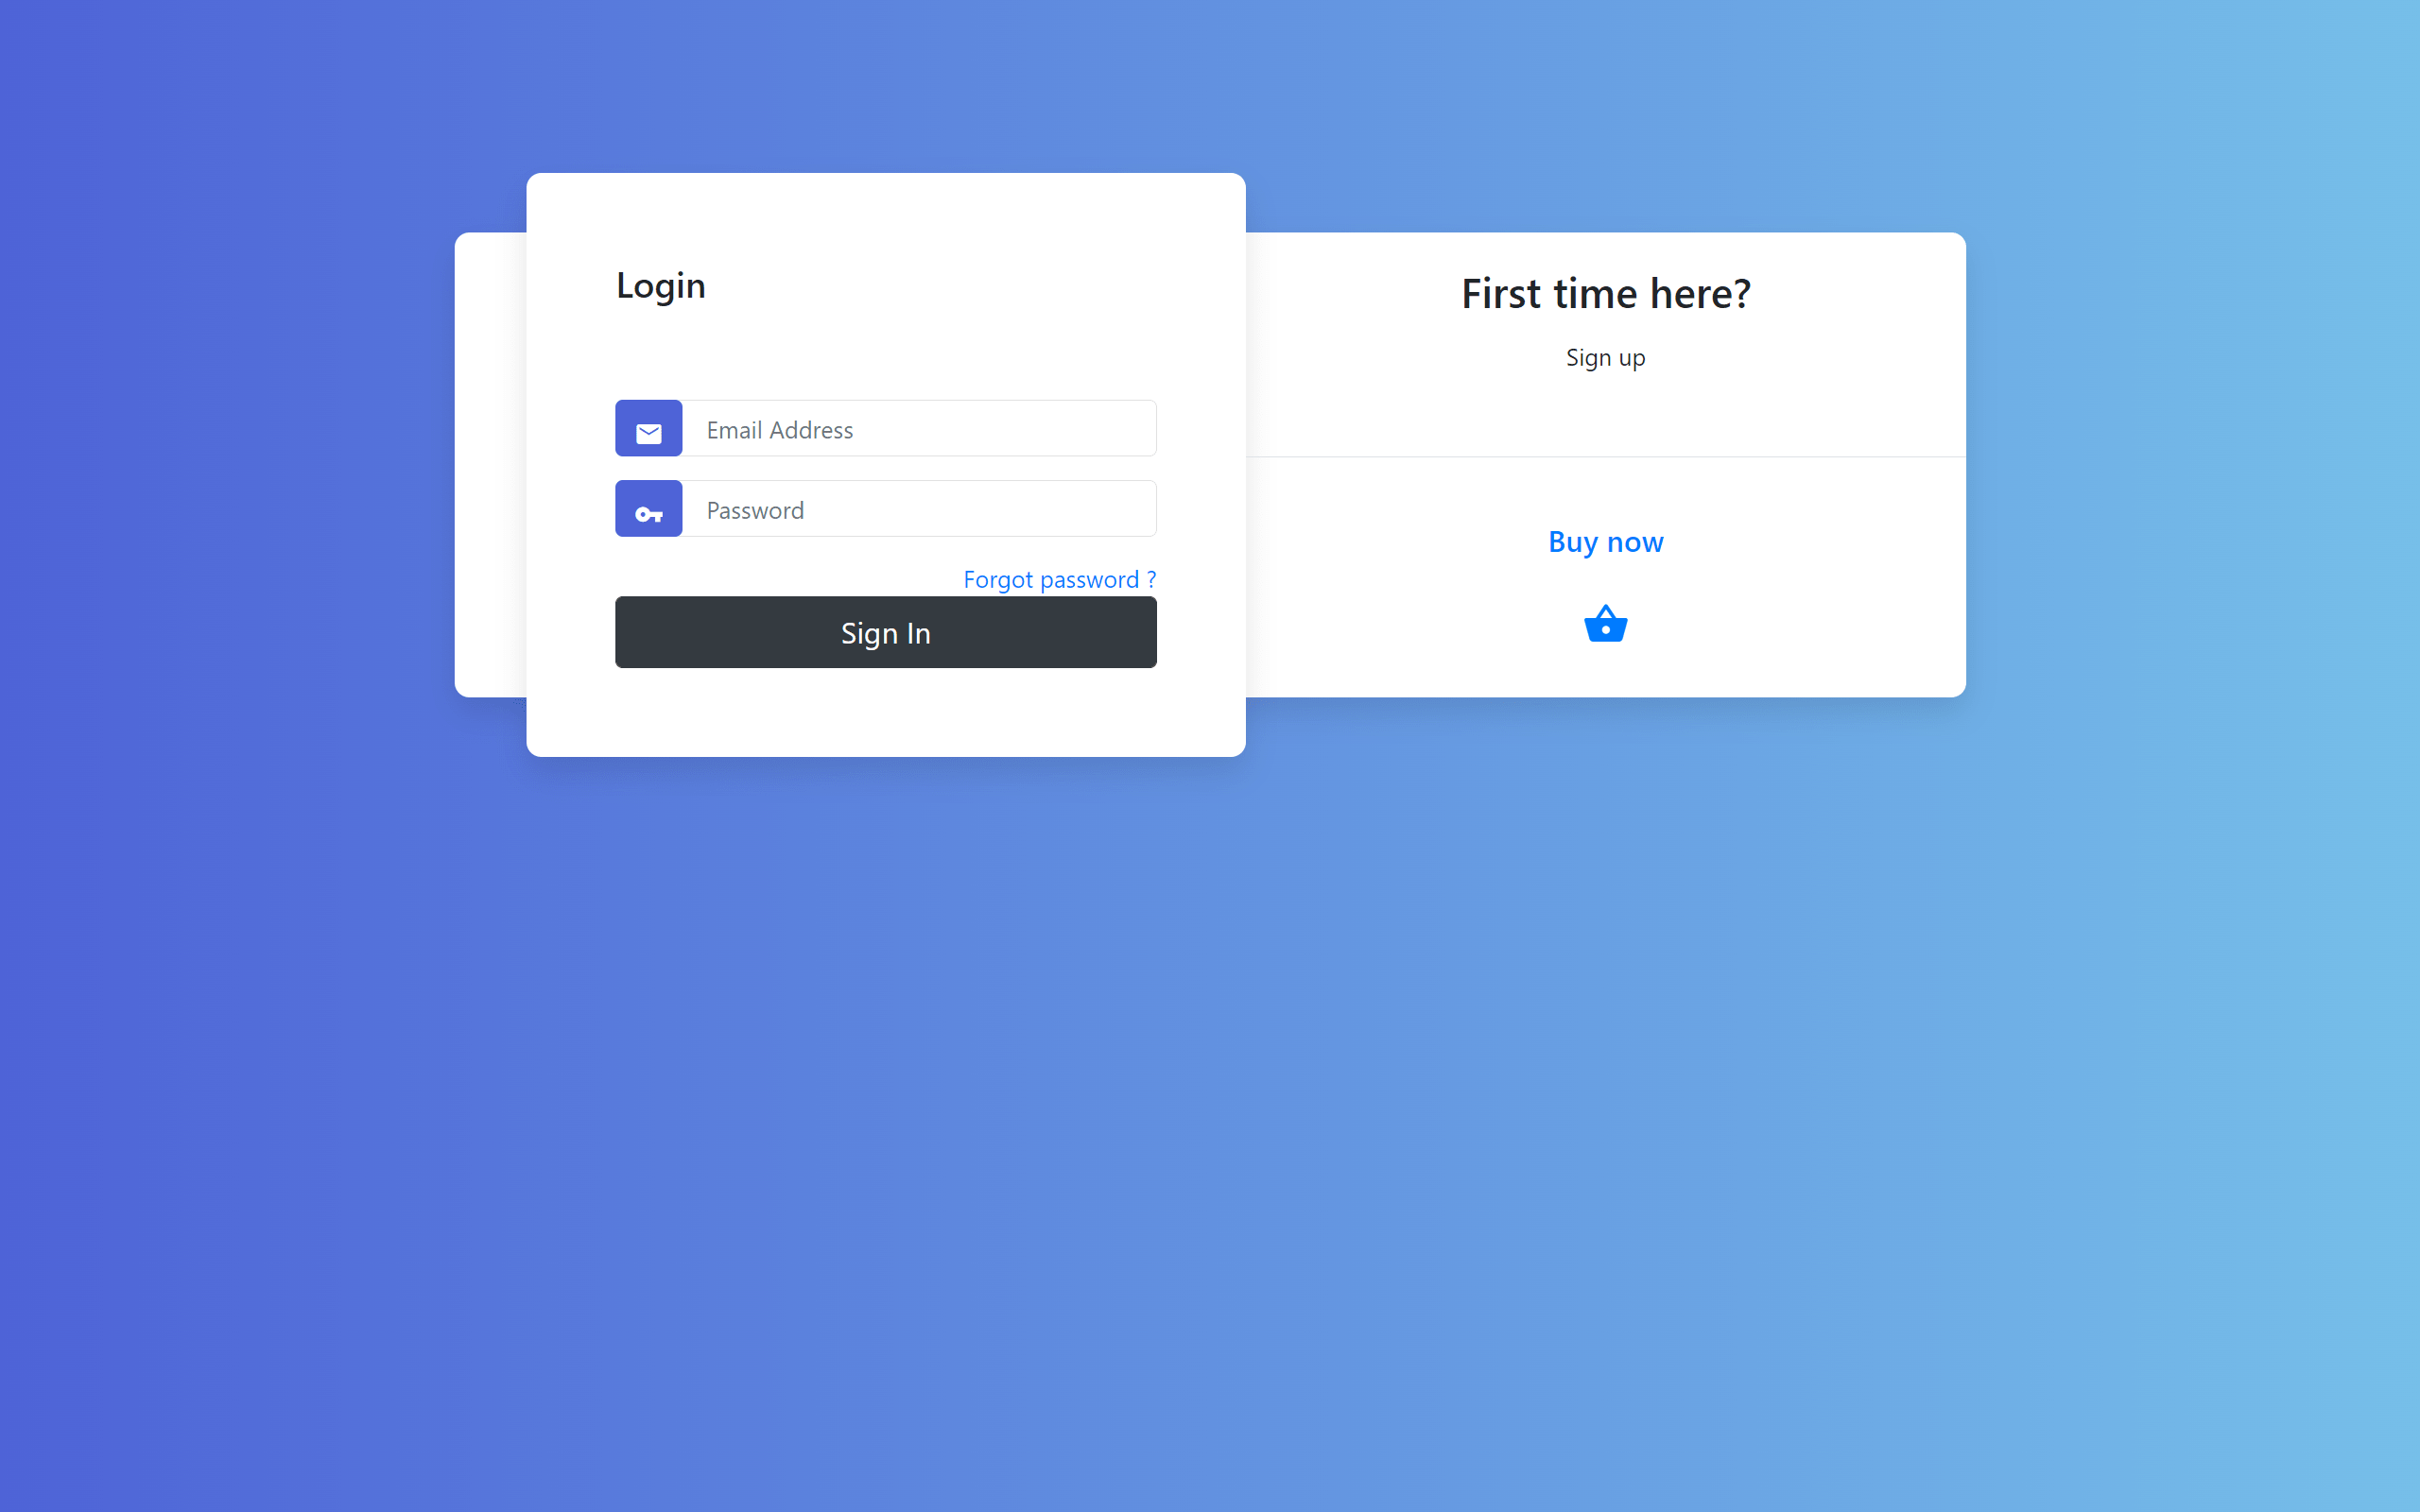 Login
Email Address
Password
Forgot password ?
Sign In
First time here?
Sign up
Buy now